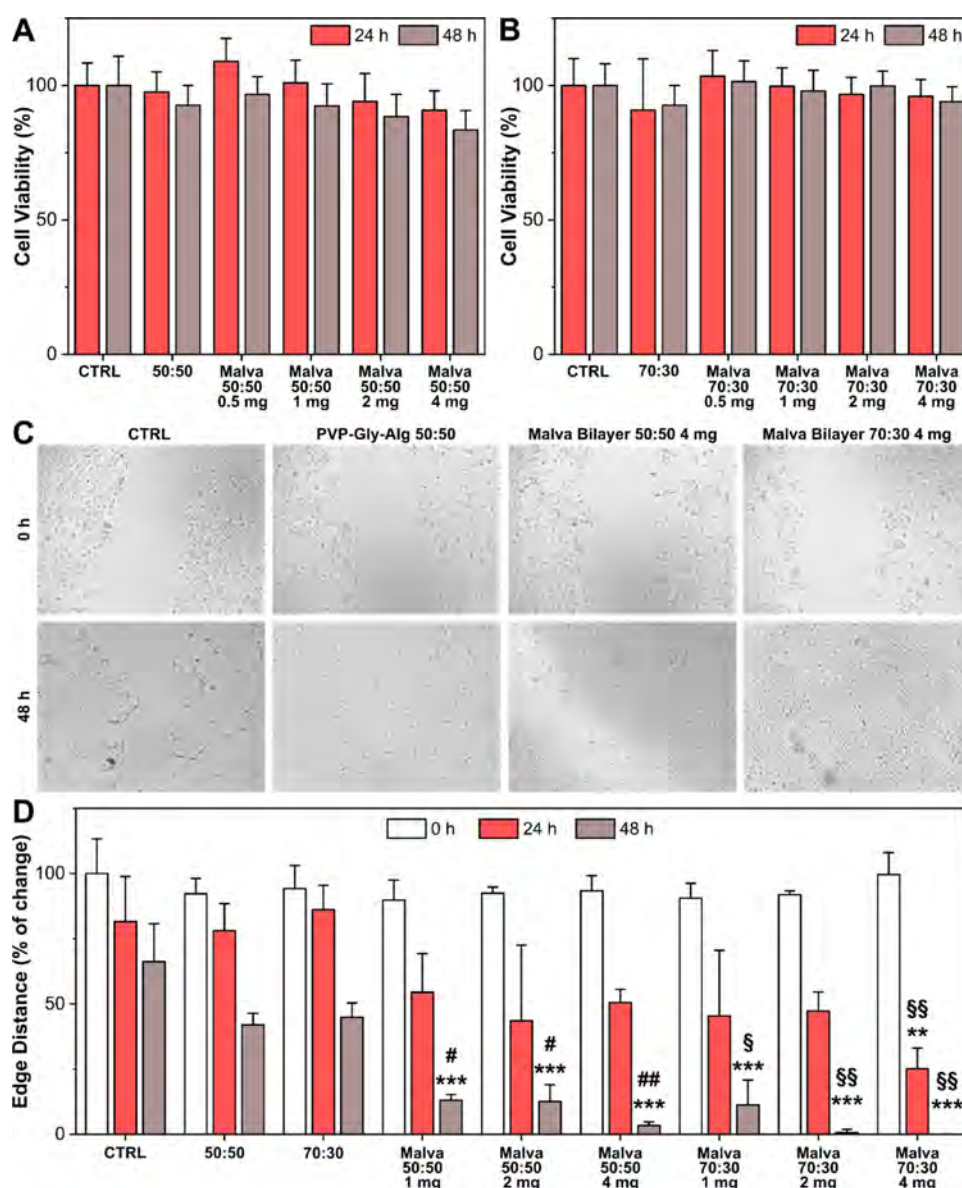 A
24 h
48 h
Cell Viability (%)
100
50
0
CTRL
50:50
Malva
50:50
0.5 mg
Malva
50:50
1 mg
Malva
50:50
2 mg
Malva
50:50
4 mg
B
24 h
48 h
Cell Viability (%)
100
50
0
CTRL
70:30
Malva
70:30
0.5 mg
Malva
70:30
1 mg
Malva
70:30
2 mg
Malva
70:30
4 mg
C
CTRL
PVP-Gly-Alg 50:50
Malva Bilayer 50:50 4 mg
Malva Bilayer 70:30 4 mg
0 h
48 h
D
0 h
24 h
48 h
Edge Distance (% of change)
100
50
0
#
***
#
***
##
***
§
***
§§
***
§§
**
§§
***
CTRL
50:50
70:30
Malva
50:50
1 mg
Malva
50:50
2 mg
Malva
50:50
4 mg
Malva
70:30
1 mg
Malva
70:30
2 mg
Malva
70:30
4 mg